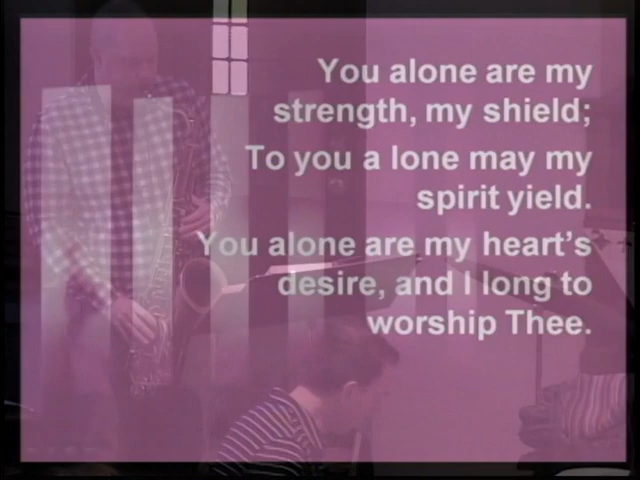 You alone are my
strength, my shield;
To you a lone may my
spirit yield.
You alone are my heart's
desire, and I long to
worship Thee.